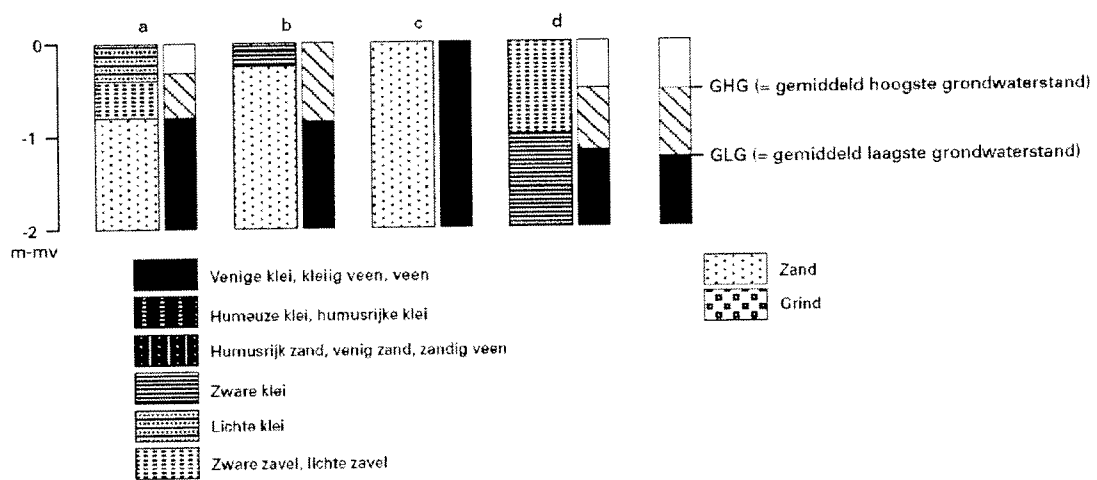 a b c d
0
GHG (= gemiddeld hoogste grondwaterstand)
-1
GLG (= gemiddeld laagste grondwaterstand)
-2
m-mv
Venige klei, kleiig veen, veen
Humeuze klei, humusrijke klei
Humusrijk zand, venig zand, zandig veen
Zware klei
Lichte klei
Zware zavel, lichte zavel
Zand
Grind